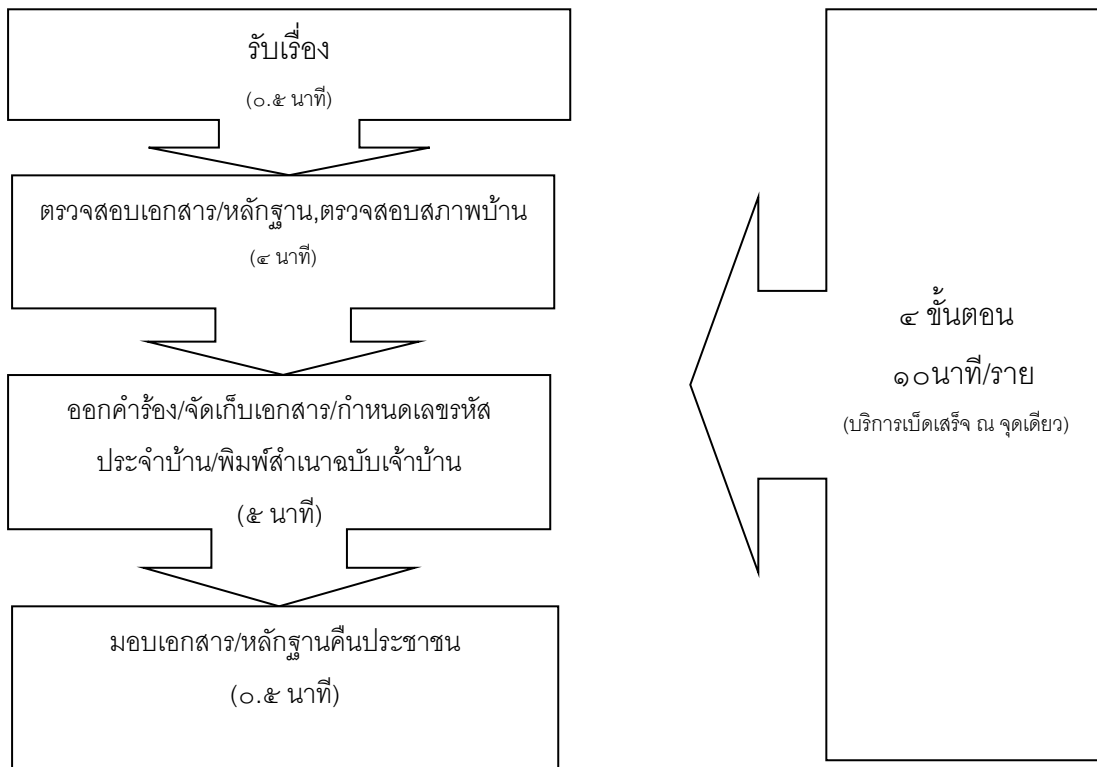 รับเรื่อง
(๐.๕ นาที)
ตรวจสอบเอกสาร/หลักฐาน,ตรวจสอบสภาพบ้าน
(๔ นาที)
ออกคำร้อง/จัดเก็บเอกสาร/กำหนดเลขรหัส
ประจำบ้าน/พิมพ์สำเนาฉบับเจ้าบ้าน
(๕ นาที)
มอบเอกสาร/หลักฐานคืนประชาชน
(๐.๕ นาที)
๔ ขั้นตอน
๑๐นาที/ราย
(บริการเบ็ดเสร็จ ณ จุดเดียว)